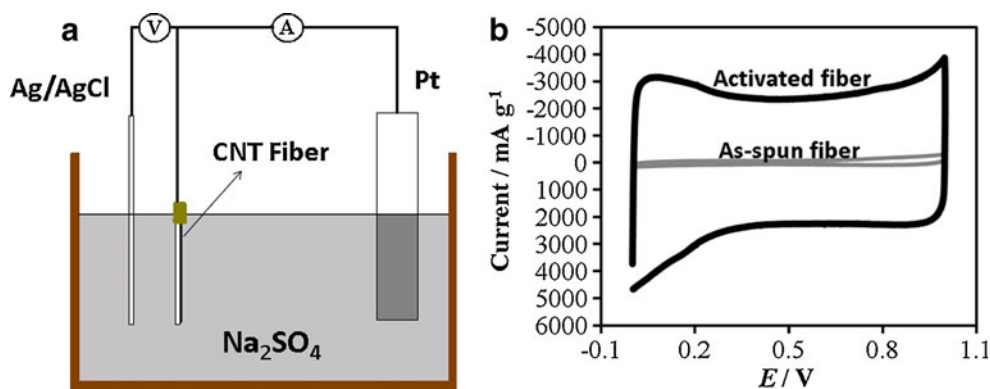 a
V
A
Ag/AgCl
Pt
CNT Fiber
Na₂SO₄
b
Current / mA g⁻¹
-5000
-4000
-3000
-2000
-1000
0
1000
2000
3000
4000
5000
6000
Activated fiber
As-spun fiber
-0.1
0.2
0.5
0.8
1.1
E / V